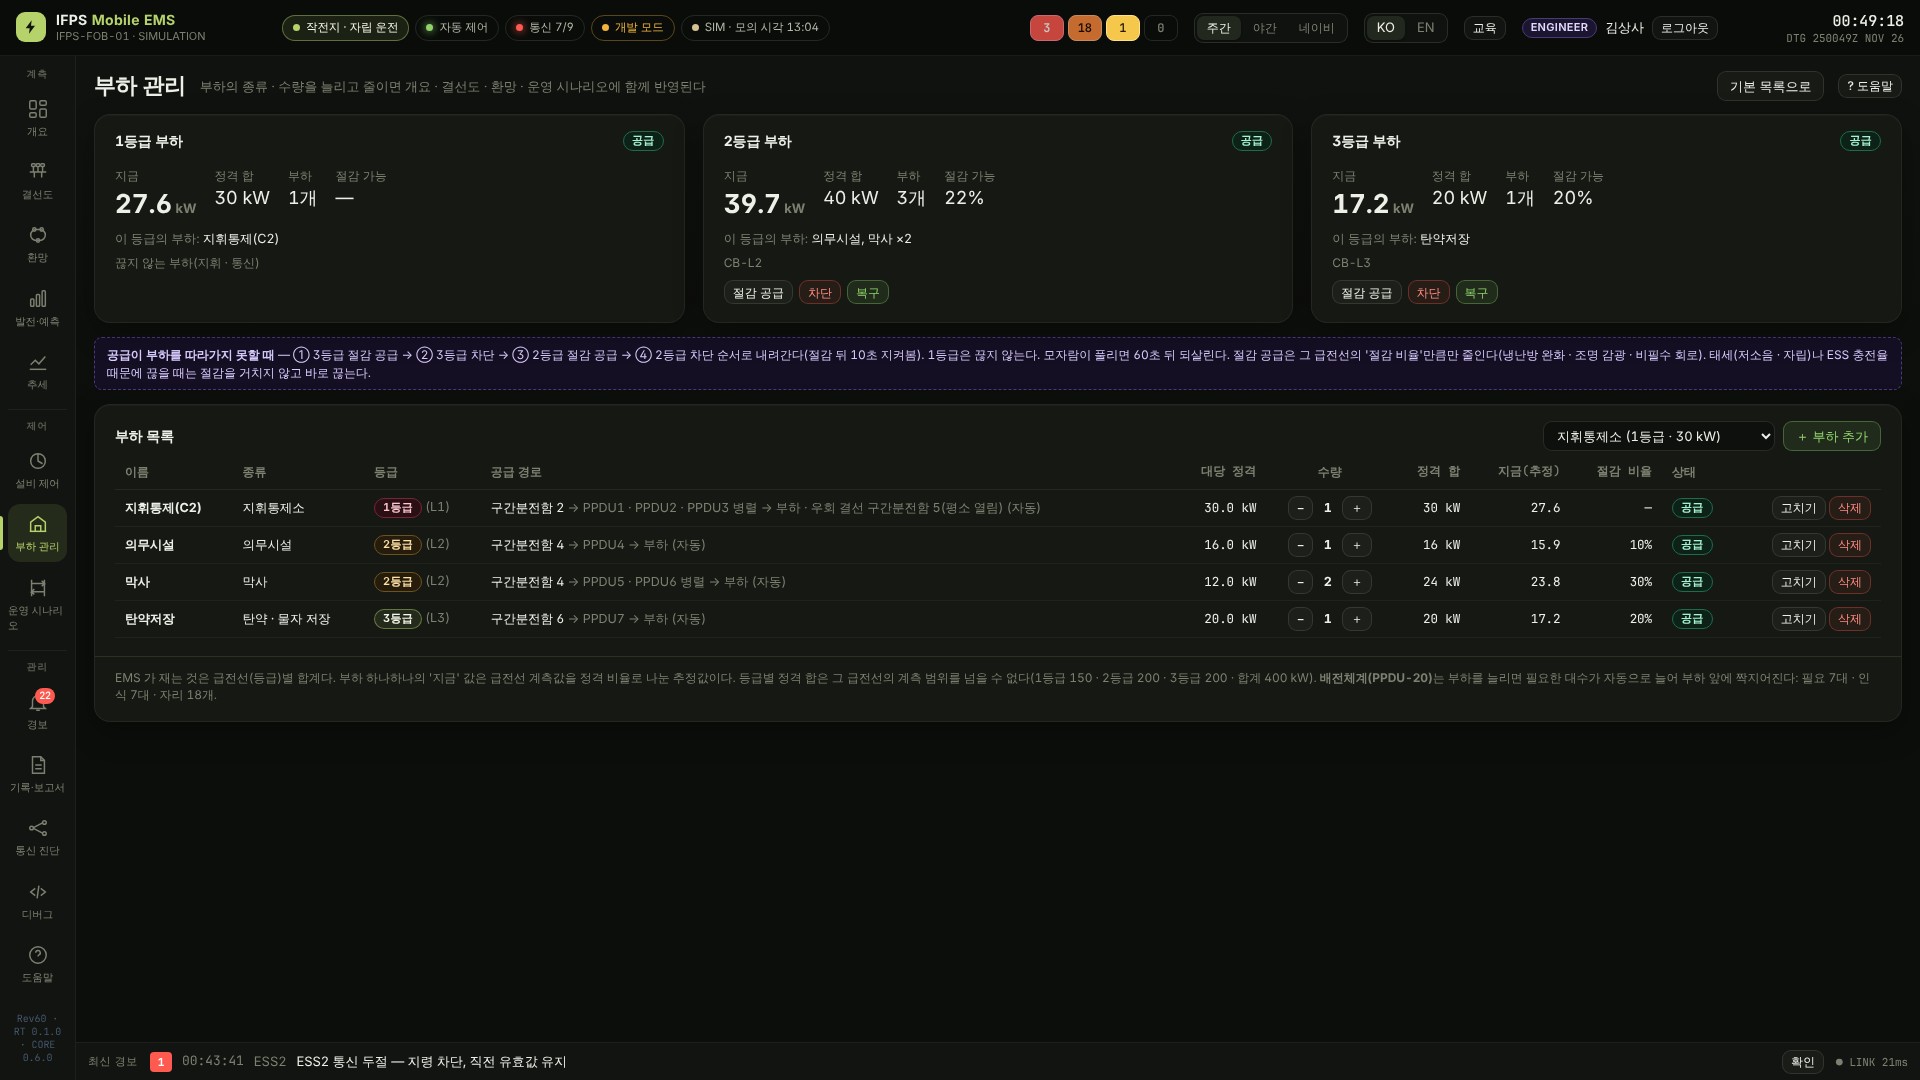 IFPS Mobile EMS
IFPS-FOB-01 · SIMULATION
작전지 · 자립 운전
자동 제어
통신 7/9
개발 모드
SIM · 모의 시각 13:04
3
18
1
0
주간 야간 네이비
KO EN
교육
ENGINEER 김상사 로그아웃
00:49:18
DTG 250049Z NOV 26
계측
개요
결선도
환망
발전·예측
추세
제어
설비 제어
부하 관리
운영 시나리
오
관리
22
경보
기록·보고서
통신 진단
디버그
도움말
Rev60 ·
RT 0.1.0
· CORE
0.6.0
부하 관리 부하의 종류 · 수량을 늘리고 줄이면 개요 · 결선도 · 환망 · 운영 시나리오에 함께 반영된다
기본 목록으로 ? 도움말
1등급 부하 공급
지금 정격 합 부하 절감 가능
27.6 kW 30 kW 1개 —
이 등급의 부하: 지휘통제(C2)
끊지 않는 부하(지휘 · 통신)
2등급 부하 공급
지금 정격 합 부하 절감 가능
39.7 kW 40 kW 3개 22%
이 등급의 부하: 의무시설, 막사 ×2
CB-L2
절감 공급 차단 복구
3등급 부하 공급
지금 정격 합 부하 절감 가능
17.2 kW 20 kW 1개 20%
이 등급의 부하: 탄약저장
CB-L3
절감 공급 차단 복구
공급이 부하를 따라가지 못할 때 — ① 3등급 절감 공급 → ② 3등급 차단 → ③ 2등급 절감 공급 → ④ 2등급 차단 순서로 내려간다(절감 뒤 10초 지켜봄). 1등급은 끊지 않는다. 모자람이 풀리면 60초 뒤 되살린다. 절감 공급은 그 급전선의 '절감 비율'만큼만 줄인다(냉난방 완화 · 조명 감광 · 비필수 회로). 태세(저소음 · 자립)나 ESS 충전율
때문에 끊을 때는 절감을 거치지 않고 바로 끊는다.
부하 목록
지휘통제소 (1등급 · 30 kW) + 부하 추가
이름 종류 등급 공급 경로 대당 정격 수량 정격 합 지금(추정) 절감 비율 상태
지휘통제(C2) 지휘통제소 1등급 (L1) 구간분전함 2 → PPDU1 · PPDU2 · PPDU3 병렬 → 부하 · 우회 결선 구간분전함 5(평소 열림) (자동) 30.0 kW − 1 + 30 kW 27.6 — 공급 고치기 삭제
의무시설 의무시설 2등급 (L2) 구간분전함 4 → PPDU4 → 부하 (자동) 16.0 kW − 1 + 16 kW 15.9 10% 공급 고치기 삭제
막사 막사 2등급 (L2) 구간분전함 4 → PPDU5 · PPDU6 병렬 → 부하 (자동) 12.0 kW − 2 + 24 kW 23.8 30% 공급 고치기 삭제
탄약저장 탄약 · 물자 저장 3등급 (L3) 구간분전함 6 → PPDU7 → 부하 (자동) 20.0 kW − 1 + 20 kW 17.2 20% 공급 고치기 삭제
EMS 가 재는 것은 급전선(등급)별 합계다. 부하 하나하나의 '지금' 값은 급전선 계측값을 정격 비율로 나눈 추정값이다. 등급별 정격 합은 그 급전선의 계측 범위를 넘을 수 없다(1등급 150 · 2등급 200 · 3등급 200 · 합계 400 kW). 배전체계(PPDU-20)는 부하를 늘리면 필요한 대수가 자동으로 늘어 부하 앞에 짝지어진다: 필요 7대 · 인
식 7대 · 자리 18개.
최신 경보 1 00:43:41 ESS2 ESS2 통신 두절 — 지령 차단, 직전 유효값 유지
확인 LINK 21ms